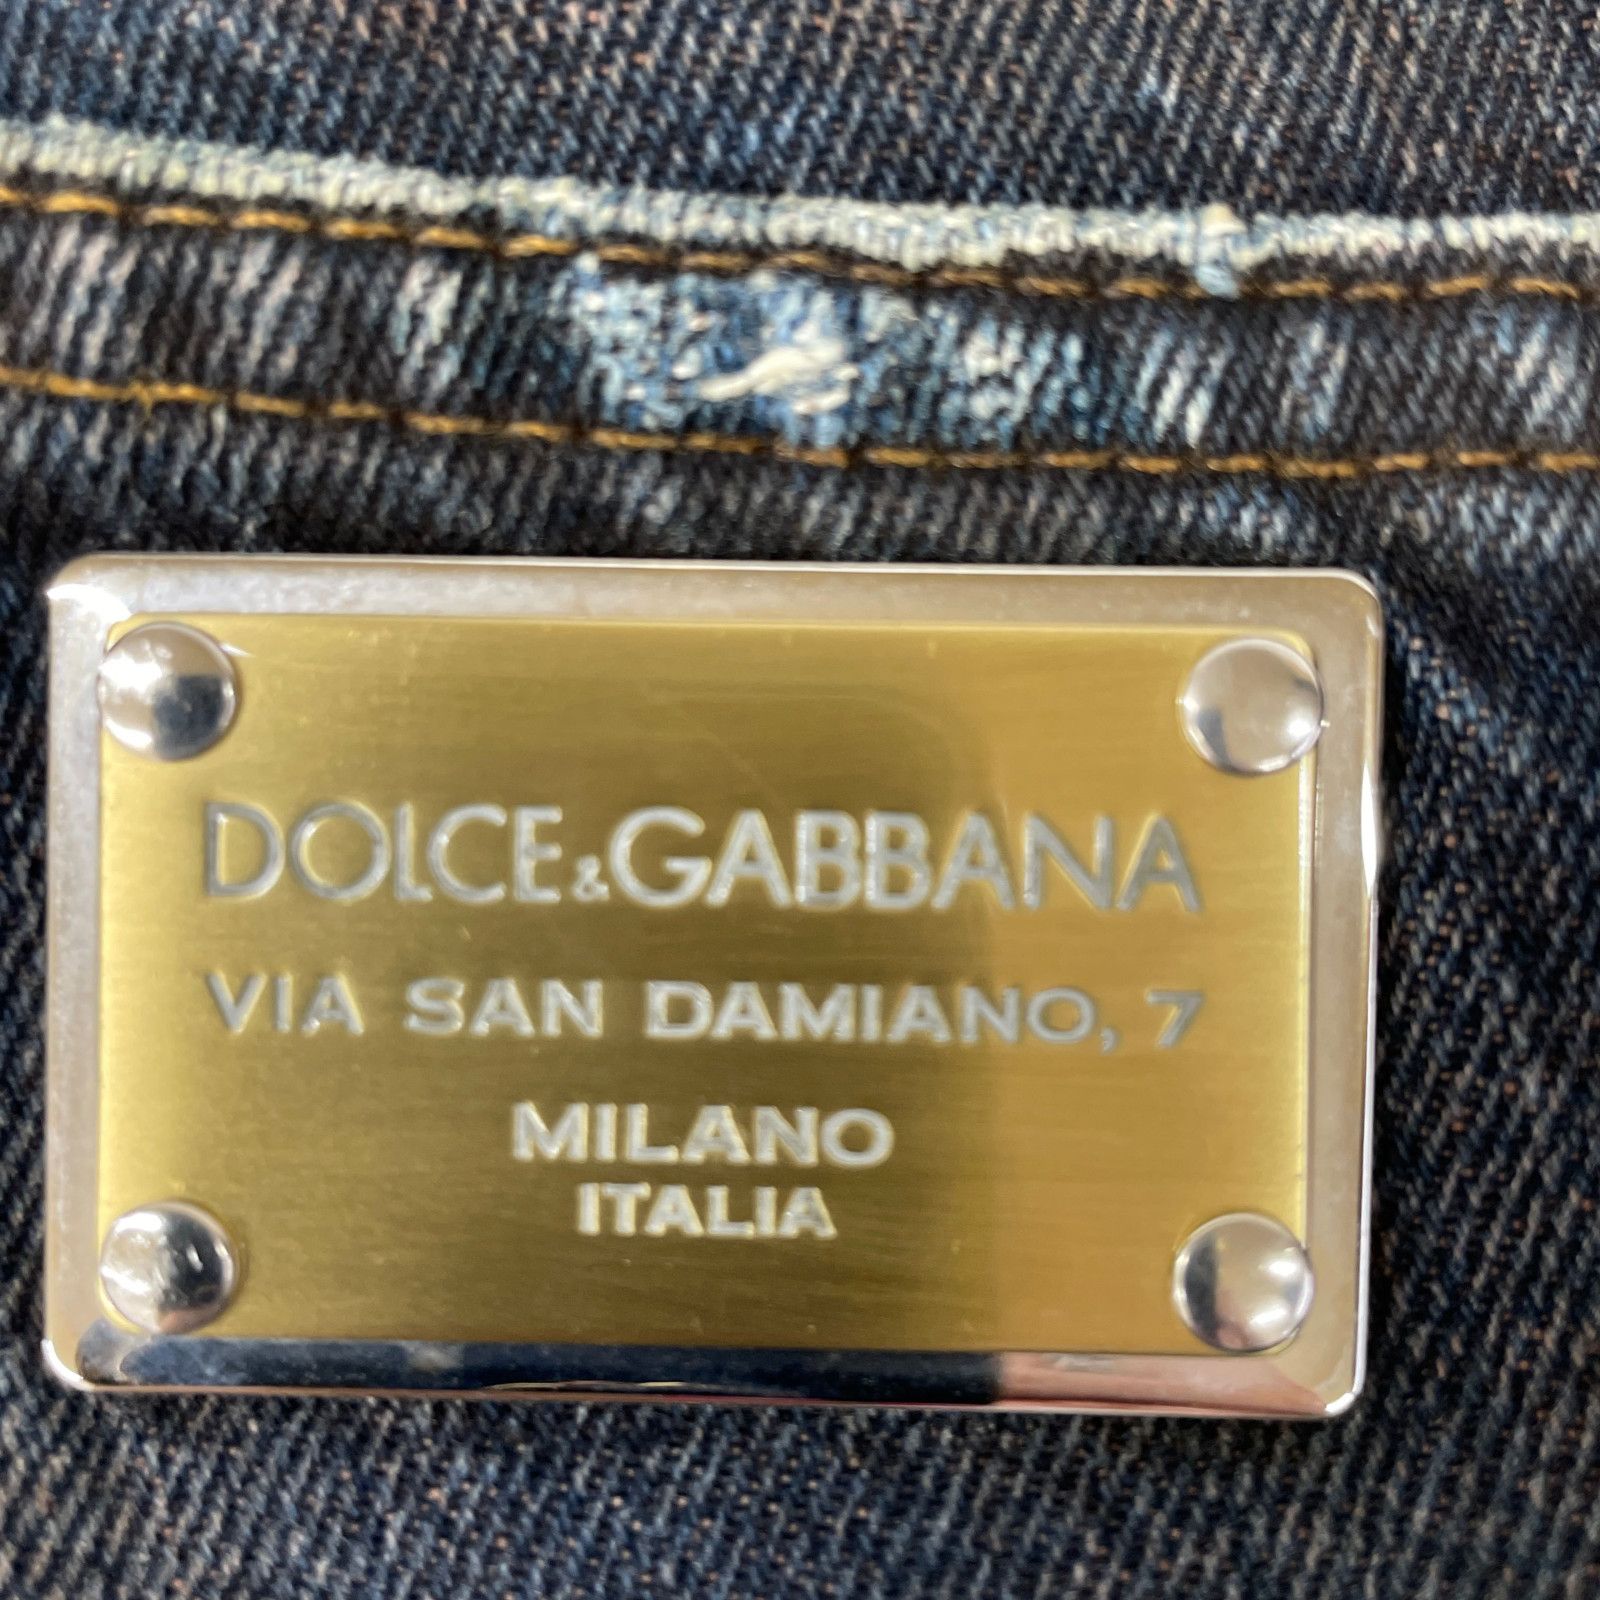 DOLCE&GABBANA
VIA SAN DAMIANO, 7
MILANO
ITALIA